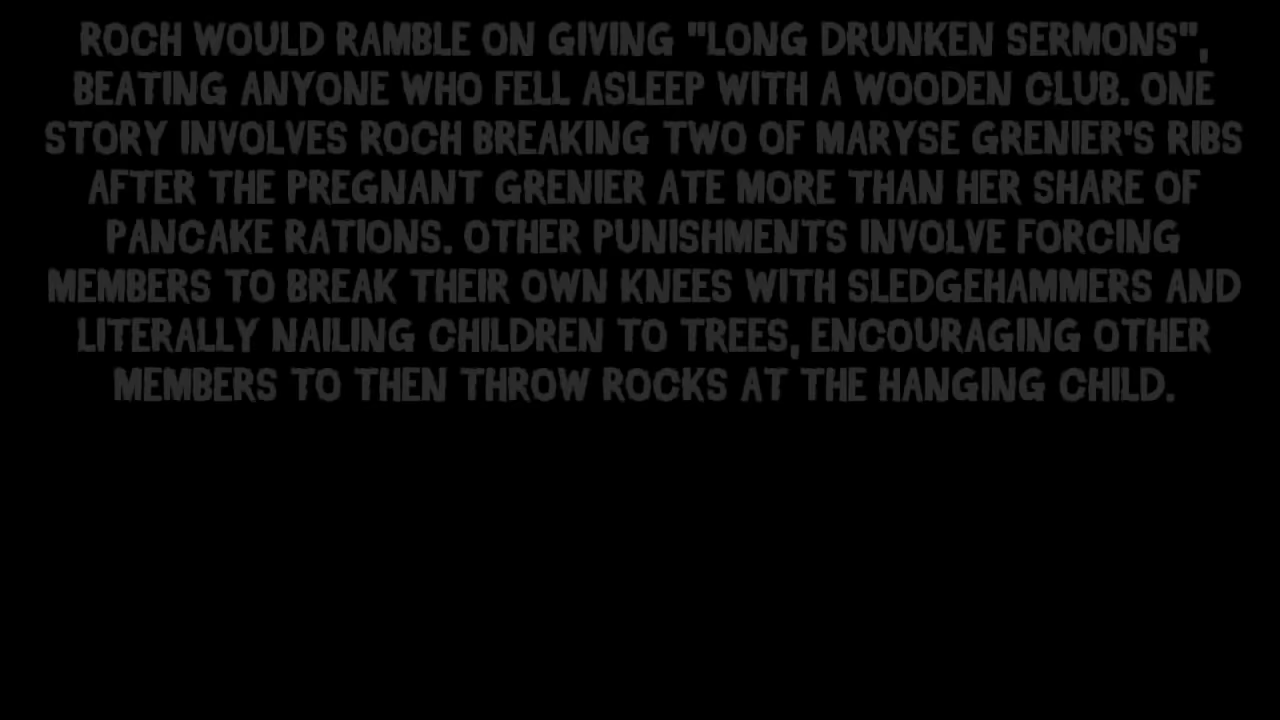 ROCH WOULD RAMBLE ON GIVING "LONG DRUNKEN SERMONS",
BEATING ANYONE WHO FELL ASLEEP WITH A WOODEN CLUB. ONE
STORY INVOLVES ROCH BREAKING TWO OF MARYSE GRENIER'S RIBS
AFTER THE PREGNANT GRENIER ATE MORE THAN HER SHARE OF
PANCAKE RATIONS. OTHER PUNISHMENTS INVOLVE FORCING
MEMBERS TO BREAK THEIR OWN KNEES WITH SLEDGEHAMMERS AND
LITERALLY NAILING CHILDREN TO TREES, ENCOURAGING OTHER
MEMBERS TO THEN THROW ROCKS AT THE HANGING CHILD.